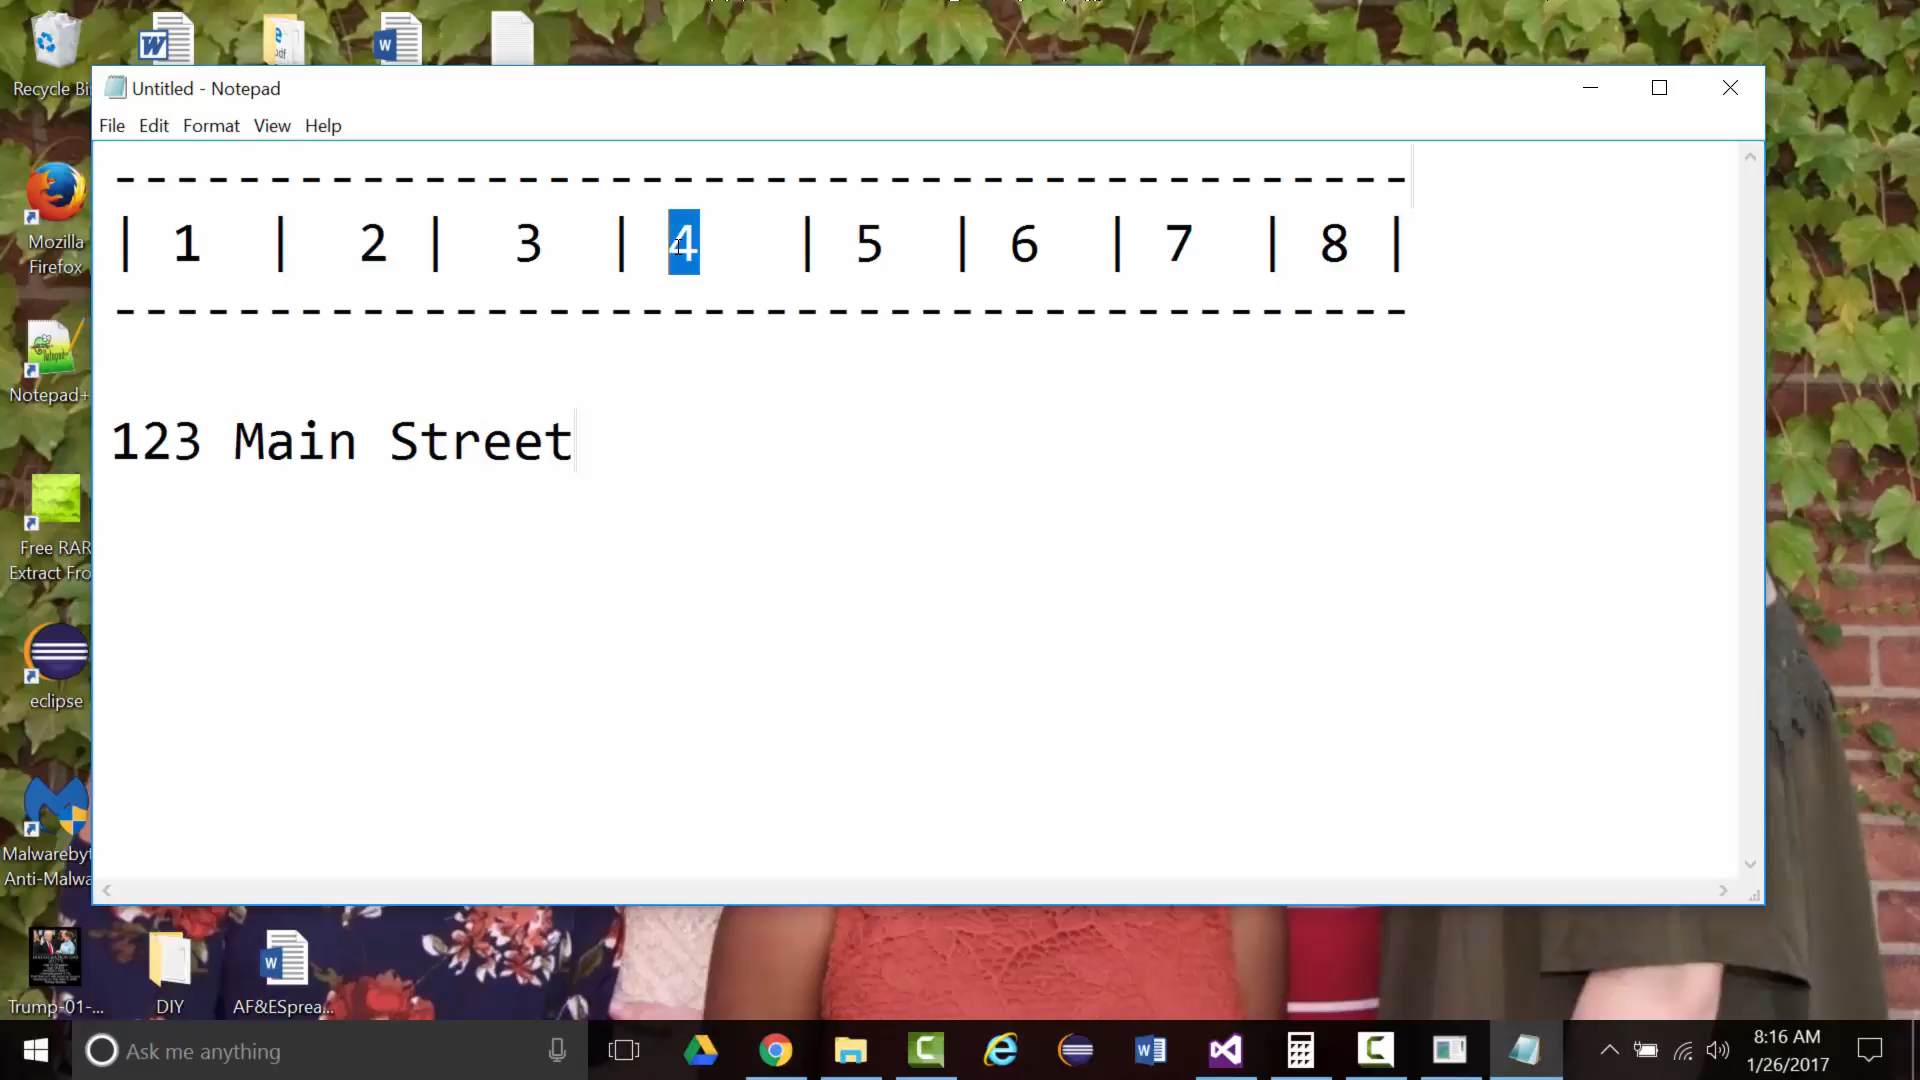 Recycle Bi
Untitled - Notepad
File Edit Format View Help
-----------------------------------------
| 1 | 2 | 3 | 4 | 5 | 6 | 7 | 8 |
-----------------------------------------
123 Main Street
Mozilla
Firefox
Notepad+
Free RAR
Extract Fro
eclipse
Malwareby
Anti-Malwa
Trump-01-...
DIY
AF&ESprea...
Ask me anything
8:16 AM
1/26/2017